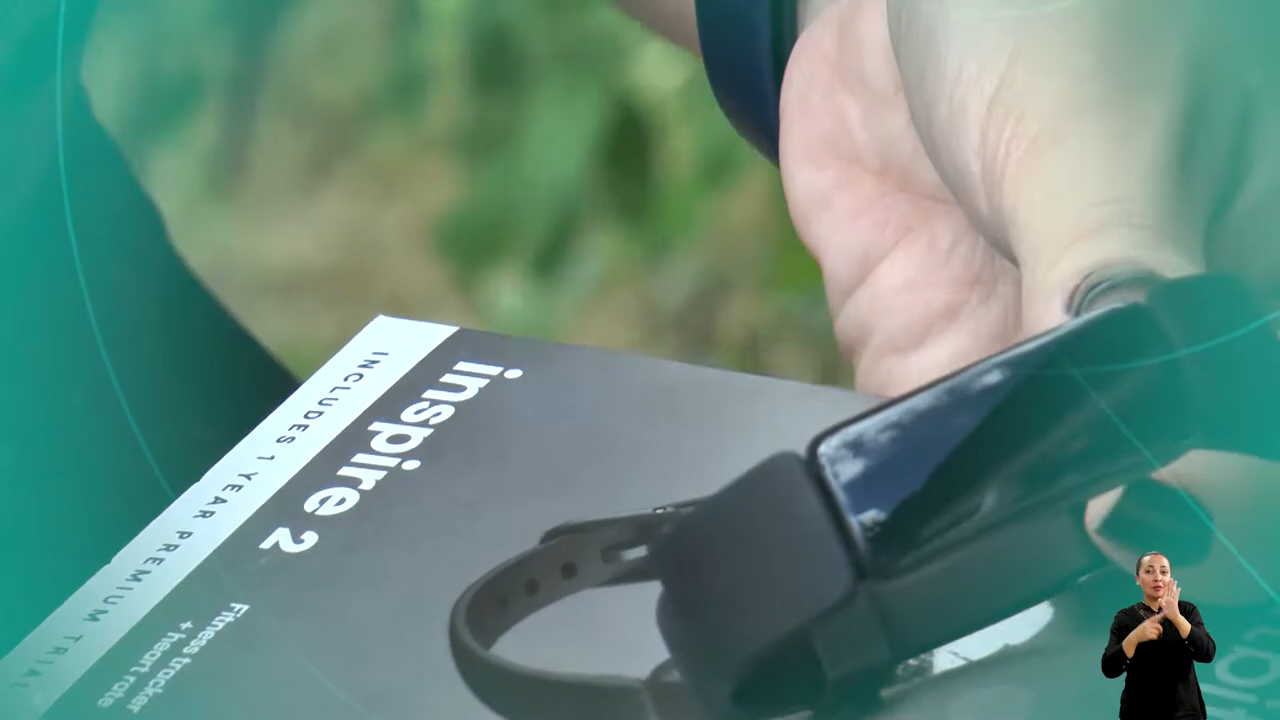 INCLUDES 1 YEAR PREMIUM TRIAL
inspire 2
Fitness tracker
+ heart rate